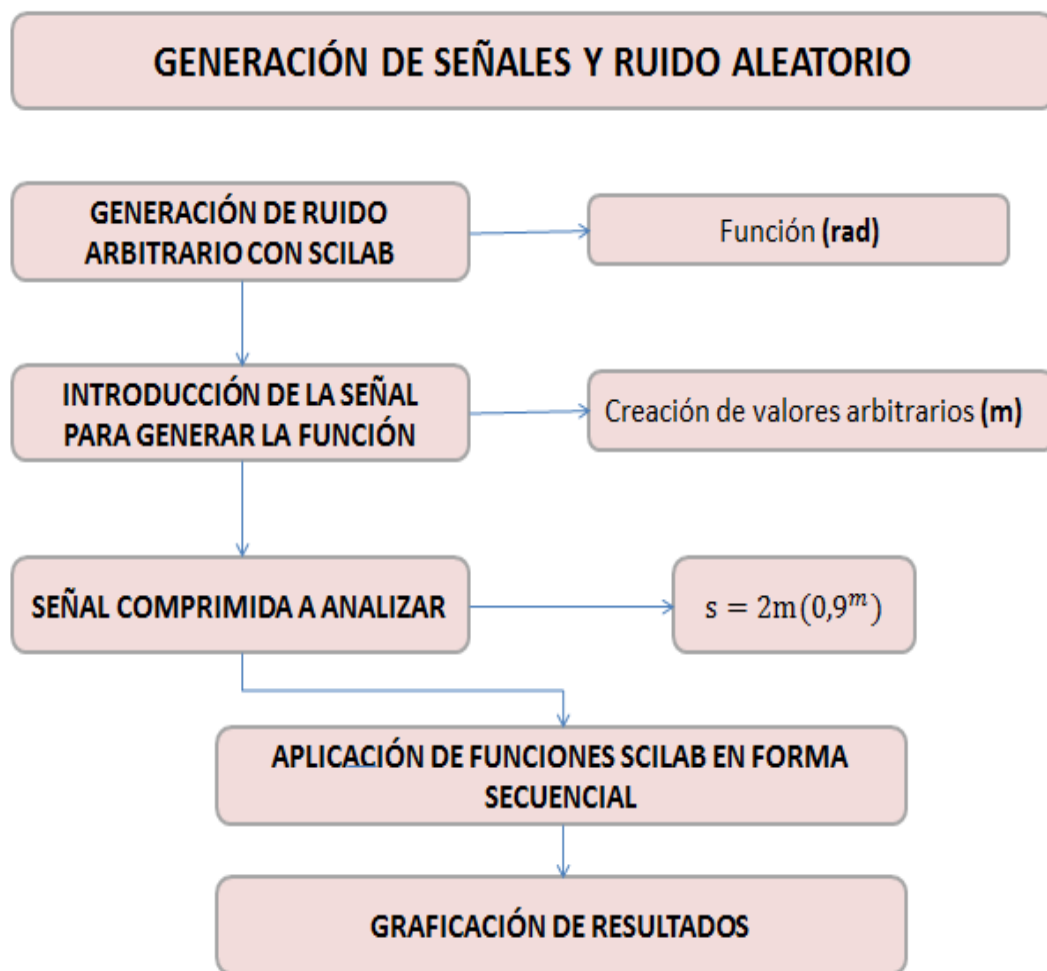 GENERACIÓN DE SEÑALES Y RUIDO ALEATORIO
GENERACIÓN DE RUIDO
ARBITRARIO CON SCILAB
Función (rad)
INTRODUCCIÓN DE LA SEÑAL
PARA GENERAR LA FUNCIÓN
Creación de valores arbitrarios (m)
SEÑAL COMPRIMIDA A ANALIZAR
s = 2m(0,9^m)
APLICACIÓN DE FUNCIONES SCILAB EN FORMA
SECUENCIAL
GRAFICACIÓN DE RESULTADOS